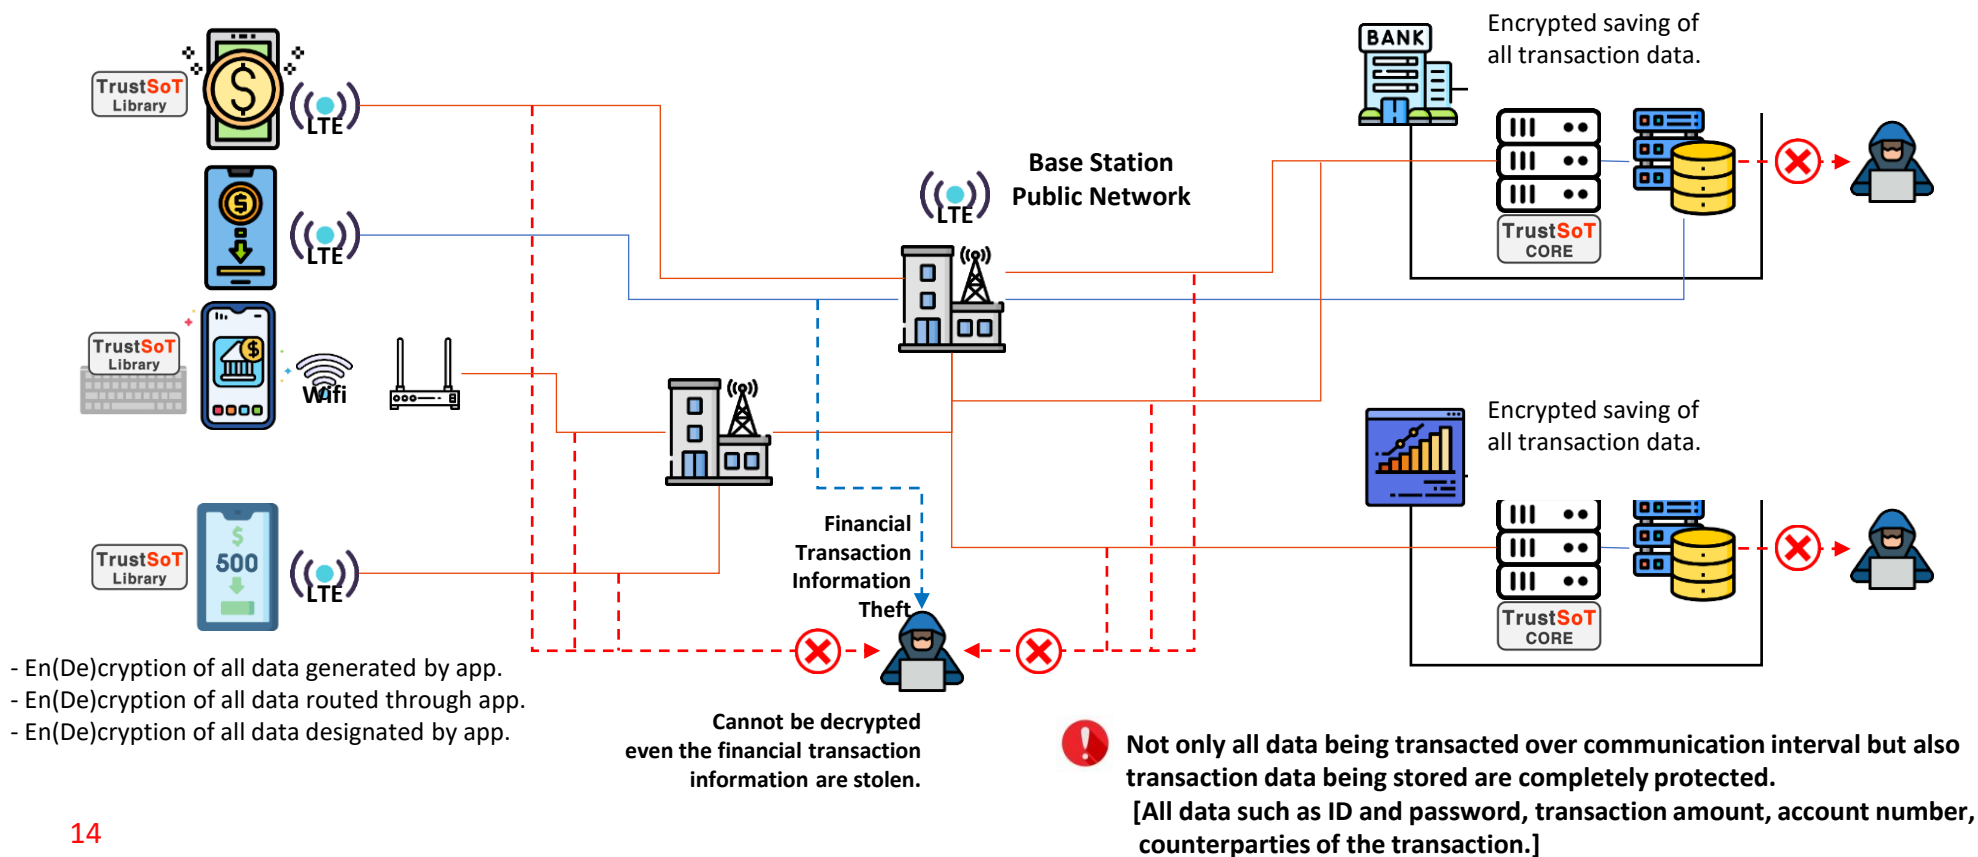 TrustSoT
Library
LTE
LTE
TrustSoT
Library
Wifi
$
500
TrustSoT
Library
LTE
- En(De)cryption of all data generated by app.
- En(De)cryption of all data routed through app.
- En(De)cryption of all data designated by app.
LTE
Base Station
Public Network
Financial
Transaction
Information
Theft
Cannot be decrypted
even the financial transaction
information are stolen.
BANK
Encrypted saving of
all transaction data.
TrustSoT
CORE
Encrypted saving of
all transaction data.
TrustSoT
CORE
Not only all data being transacted over communication interval but also
transaction data being stored are completely protected.
[All data such as ID and password, transaction amount, account number,
counterparties of the transaction.]
14